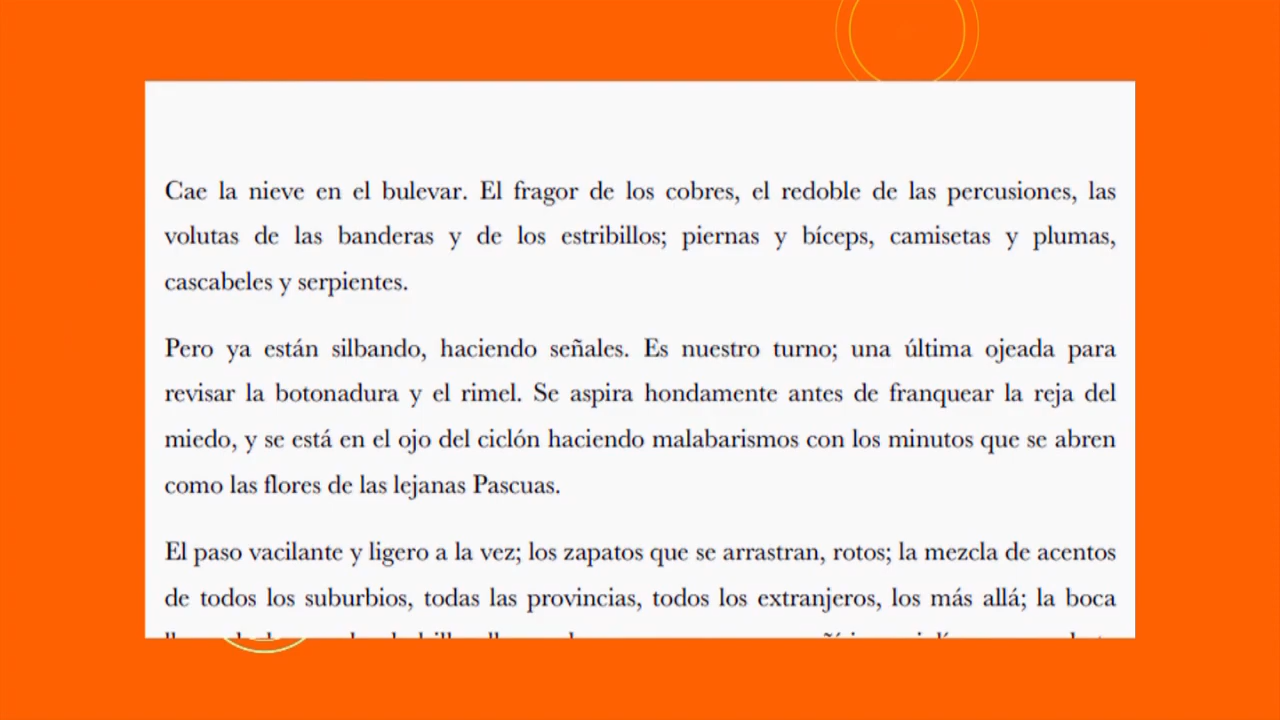 Cae la nieve en el bulevar. El fragor de los cobres, el redoble de las percusiones, las
volutas de las banderas y de los estribillos; piernas y bíceps, camisetas y plumas,
cascabeles y serpientes.
Pero ya están silbando, haciendo señales. Es nuestro turno; una última ojeada para
revisar la botonadura y el rimel. Se aspira hondamente antes de franquear la reja del
miedo, y se está en el ojo del ciclón haciendo malabarismos con los minutos que se abren
como las flores de las lejanas Pascuas.
El paso vacilante y ligero a la vez; los zapatos que se arrastran, rotos; la mezcla de acentos
de todos los suburbios, todas las provincias, todos los extranjeros, los más allá; la boca